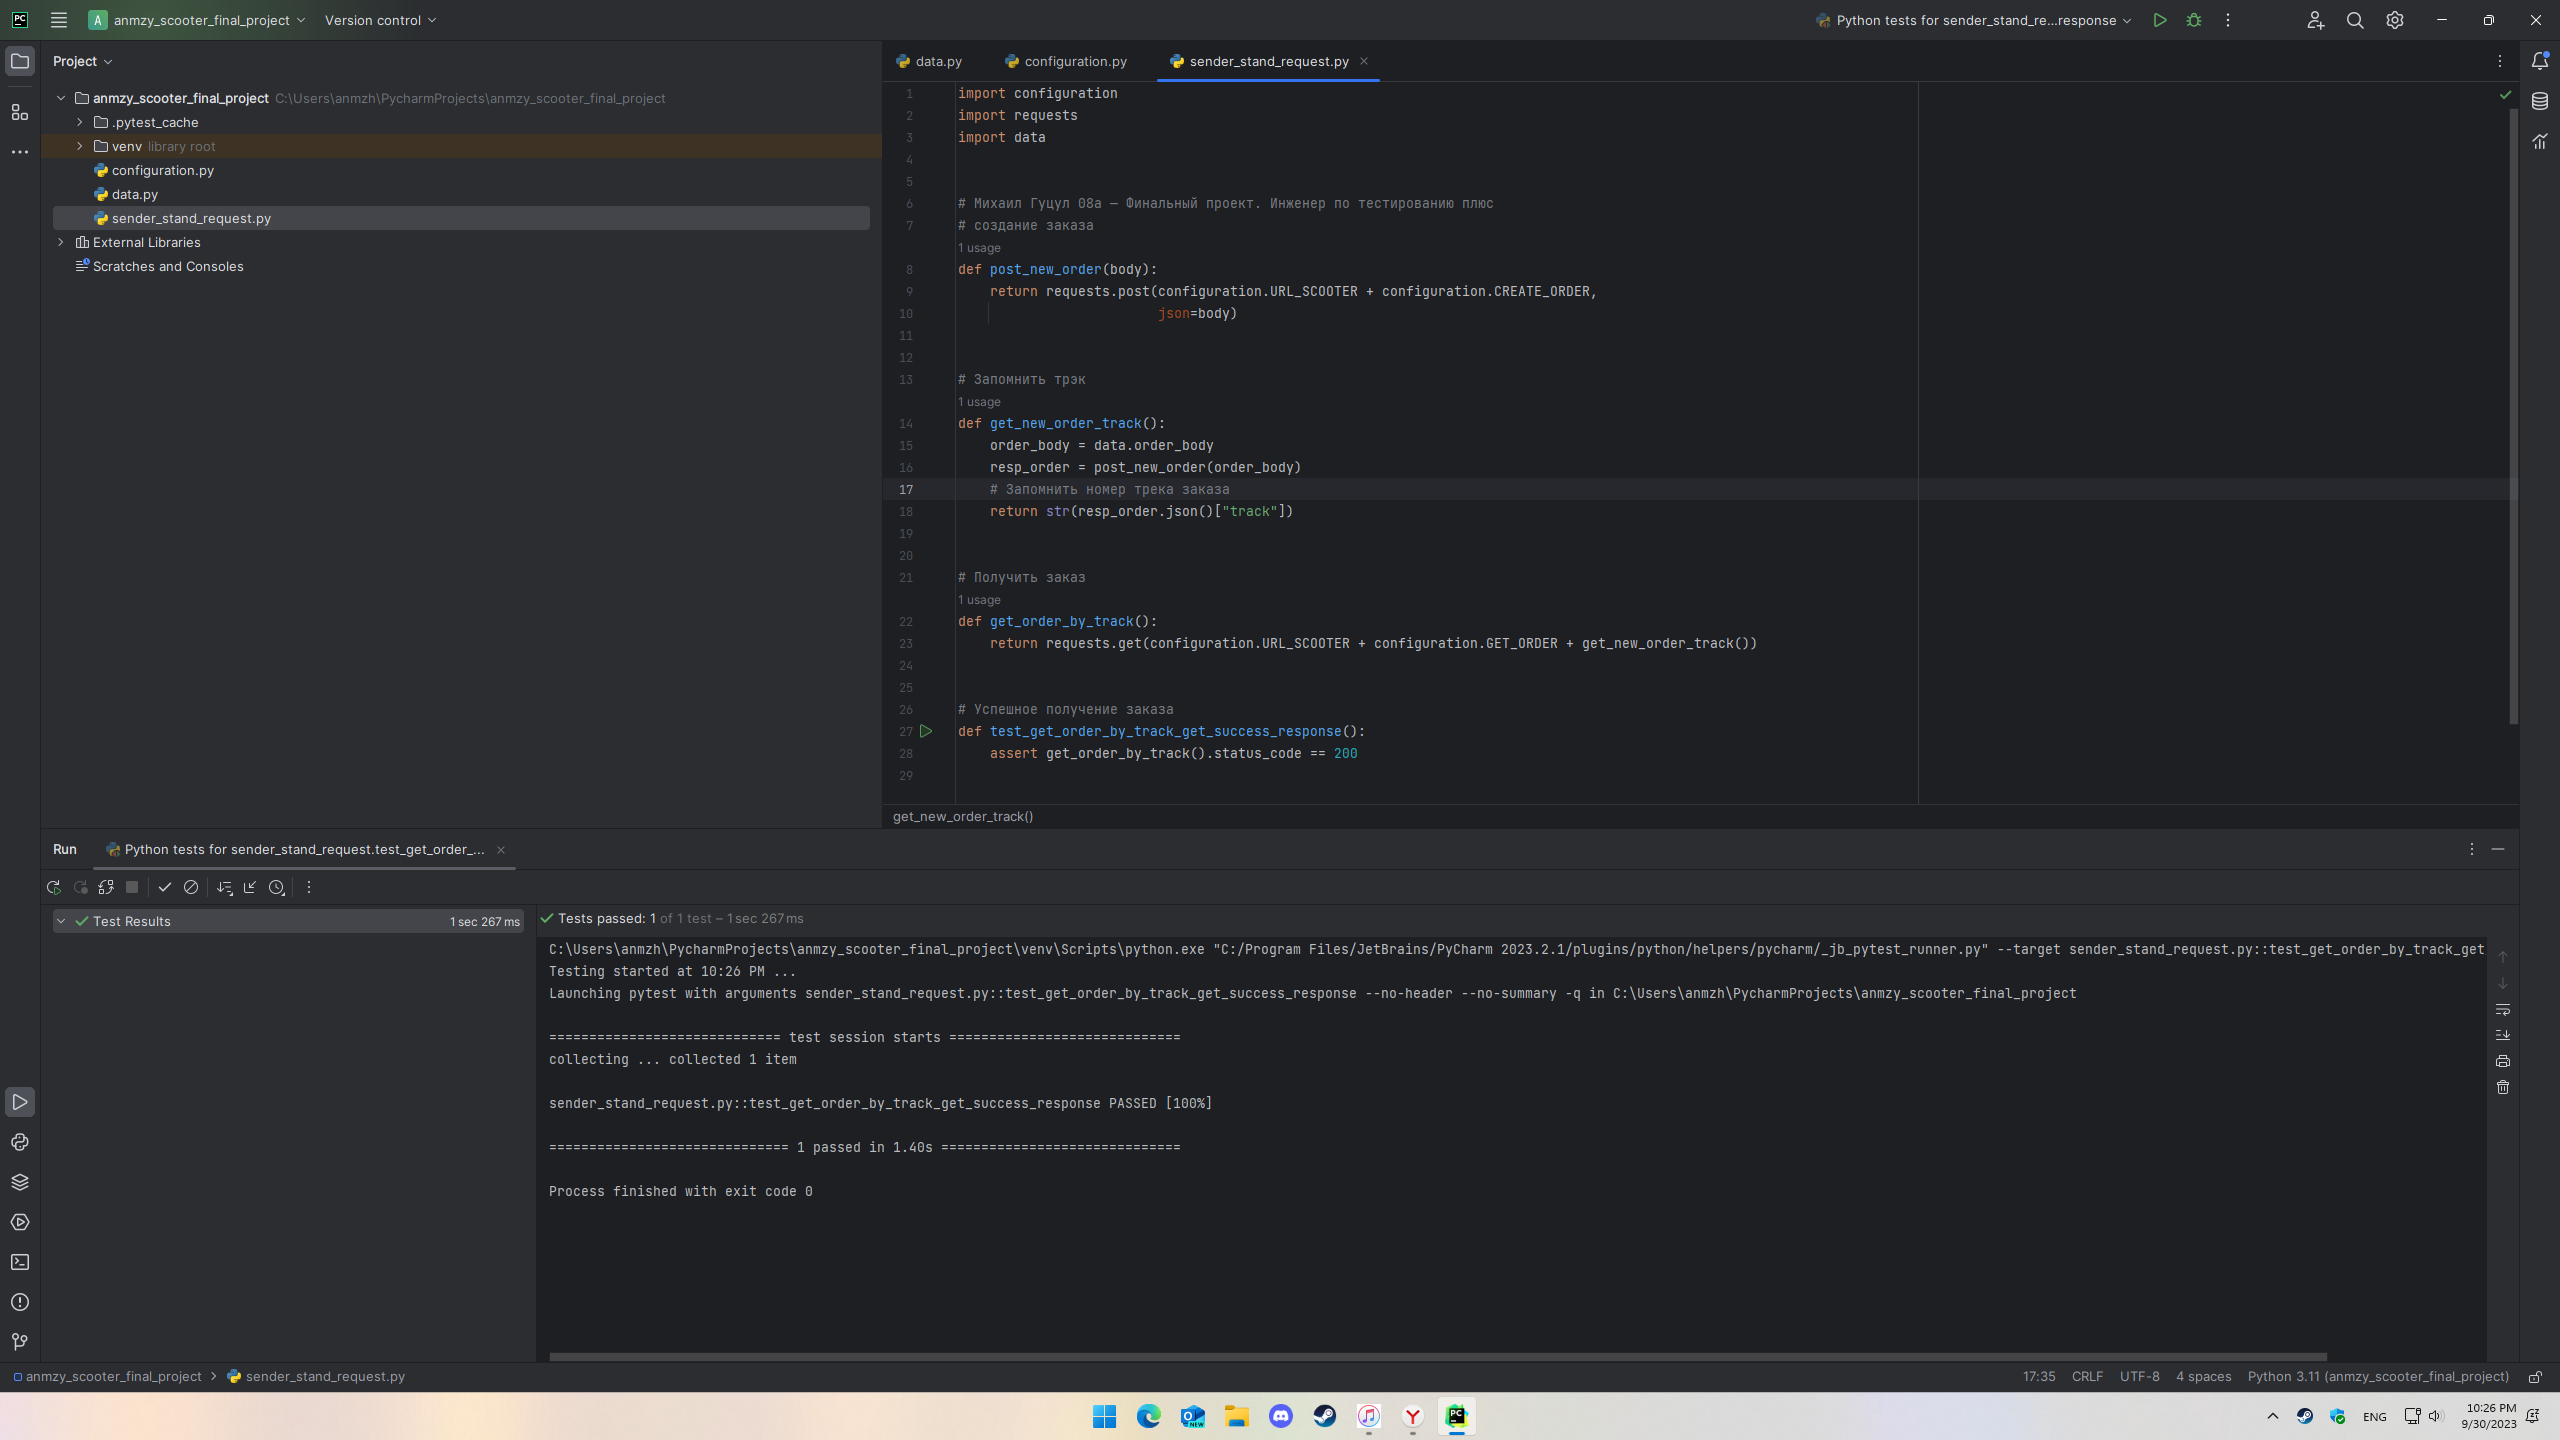 PC
A anmzy_scooter_final_project
Version control
Python tests for sender_stand_re...response
Project
anmzy_scooter_final_project C:\Users\anmzh\PycharmProjects\anmzy_scooter_final_project
.pytest_cache
venv library root
configuration.py
data.py
sender_stand_request.py
External Libraries
Scratches and Consoles
data.py
configuration.py
sender_stand_request.py
1 import configuration
2 import requests
3 import data
4
5
6 # Михаил Гуцул 08а — Финальный проект. Инженер по тестированию плюс
7 # создание заказа
1 usage
8 def post_new_order(body):
9 return requests.post(configuration.URL_SCOOTER + configuration.CREATE_ORDER,
10 json=body)
11
12
13 # Запомнить трэк
1 usage
14 def get_new_order_track():
15 order_body = data.order_body
16 resp_order = post_new_order(order_body)
17 # Запомнить номер трека заказа
18 return str(resp_order.json()["track"])
19
20
21 # Получить заказ
1 usage
22 def get_order_by_track():
23 return requests.get(configuration.URL_SCOOTER + configuration.GET_ORDER + get_new_order_track())
24
25
26 # Успешное получение заказа
27 def test_get_order_by_track_get_success_response():
28 assert get_order_by_track().status_code == 200
29
get_new_order_track()
Run
Python tests for sender_stand_request.test_get_order_...
Test Results 1 sec 267 ms
Tests passed: 1 of 1 test – 1 sec 267 ms
C:\Users\anmzh\PycharmProjects\anmzy_scooter_final_project\venv\Scripts\python.exe "C:/Program Files/JetBrains/PyCharm 2023.2.1/plugins/python/helpers/pycharm/_jb_pytest_runner.py" --target sender_stand_request.py::test_get_order_by_track_get
Testing started at 10:26 PM ...
Launching pytest with arguments sender_stand_request.py::test_get_order_by_track_get_success_response --no-header --no-summary -q in C:\Users\anmzh\PycharmProjects\anmzy_scooter_final_project
============================= test session starts =============================
collecting ... collected 1 item
sender_stand_request.py::test_get_order_by_track_get_success_response PASSED [100%]
============================== 1 passed in 1.40s ==============================
Process finished with exit code 0
anmzy_scooter_final_project
sender_stand_request.py
17:35
CRLF
UTF-8
4 spaces
Python 3.11 (anmzy_scooter_final_project)
NEW
PC
ENG
10:26 PM
9/30/2023